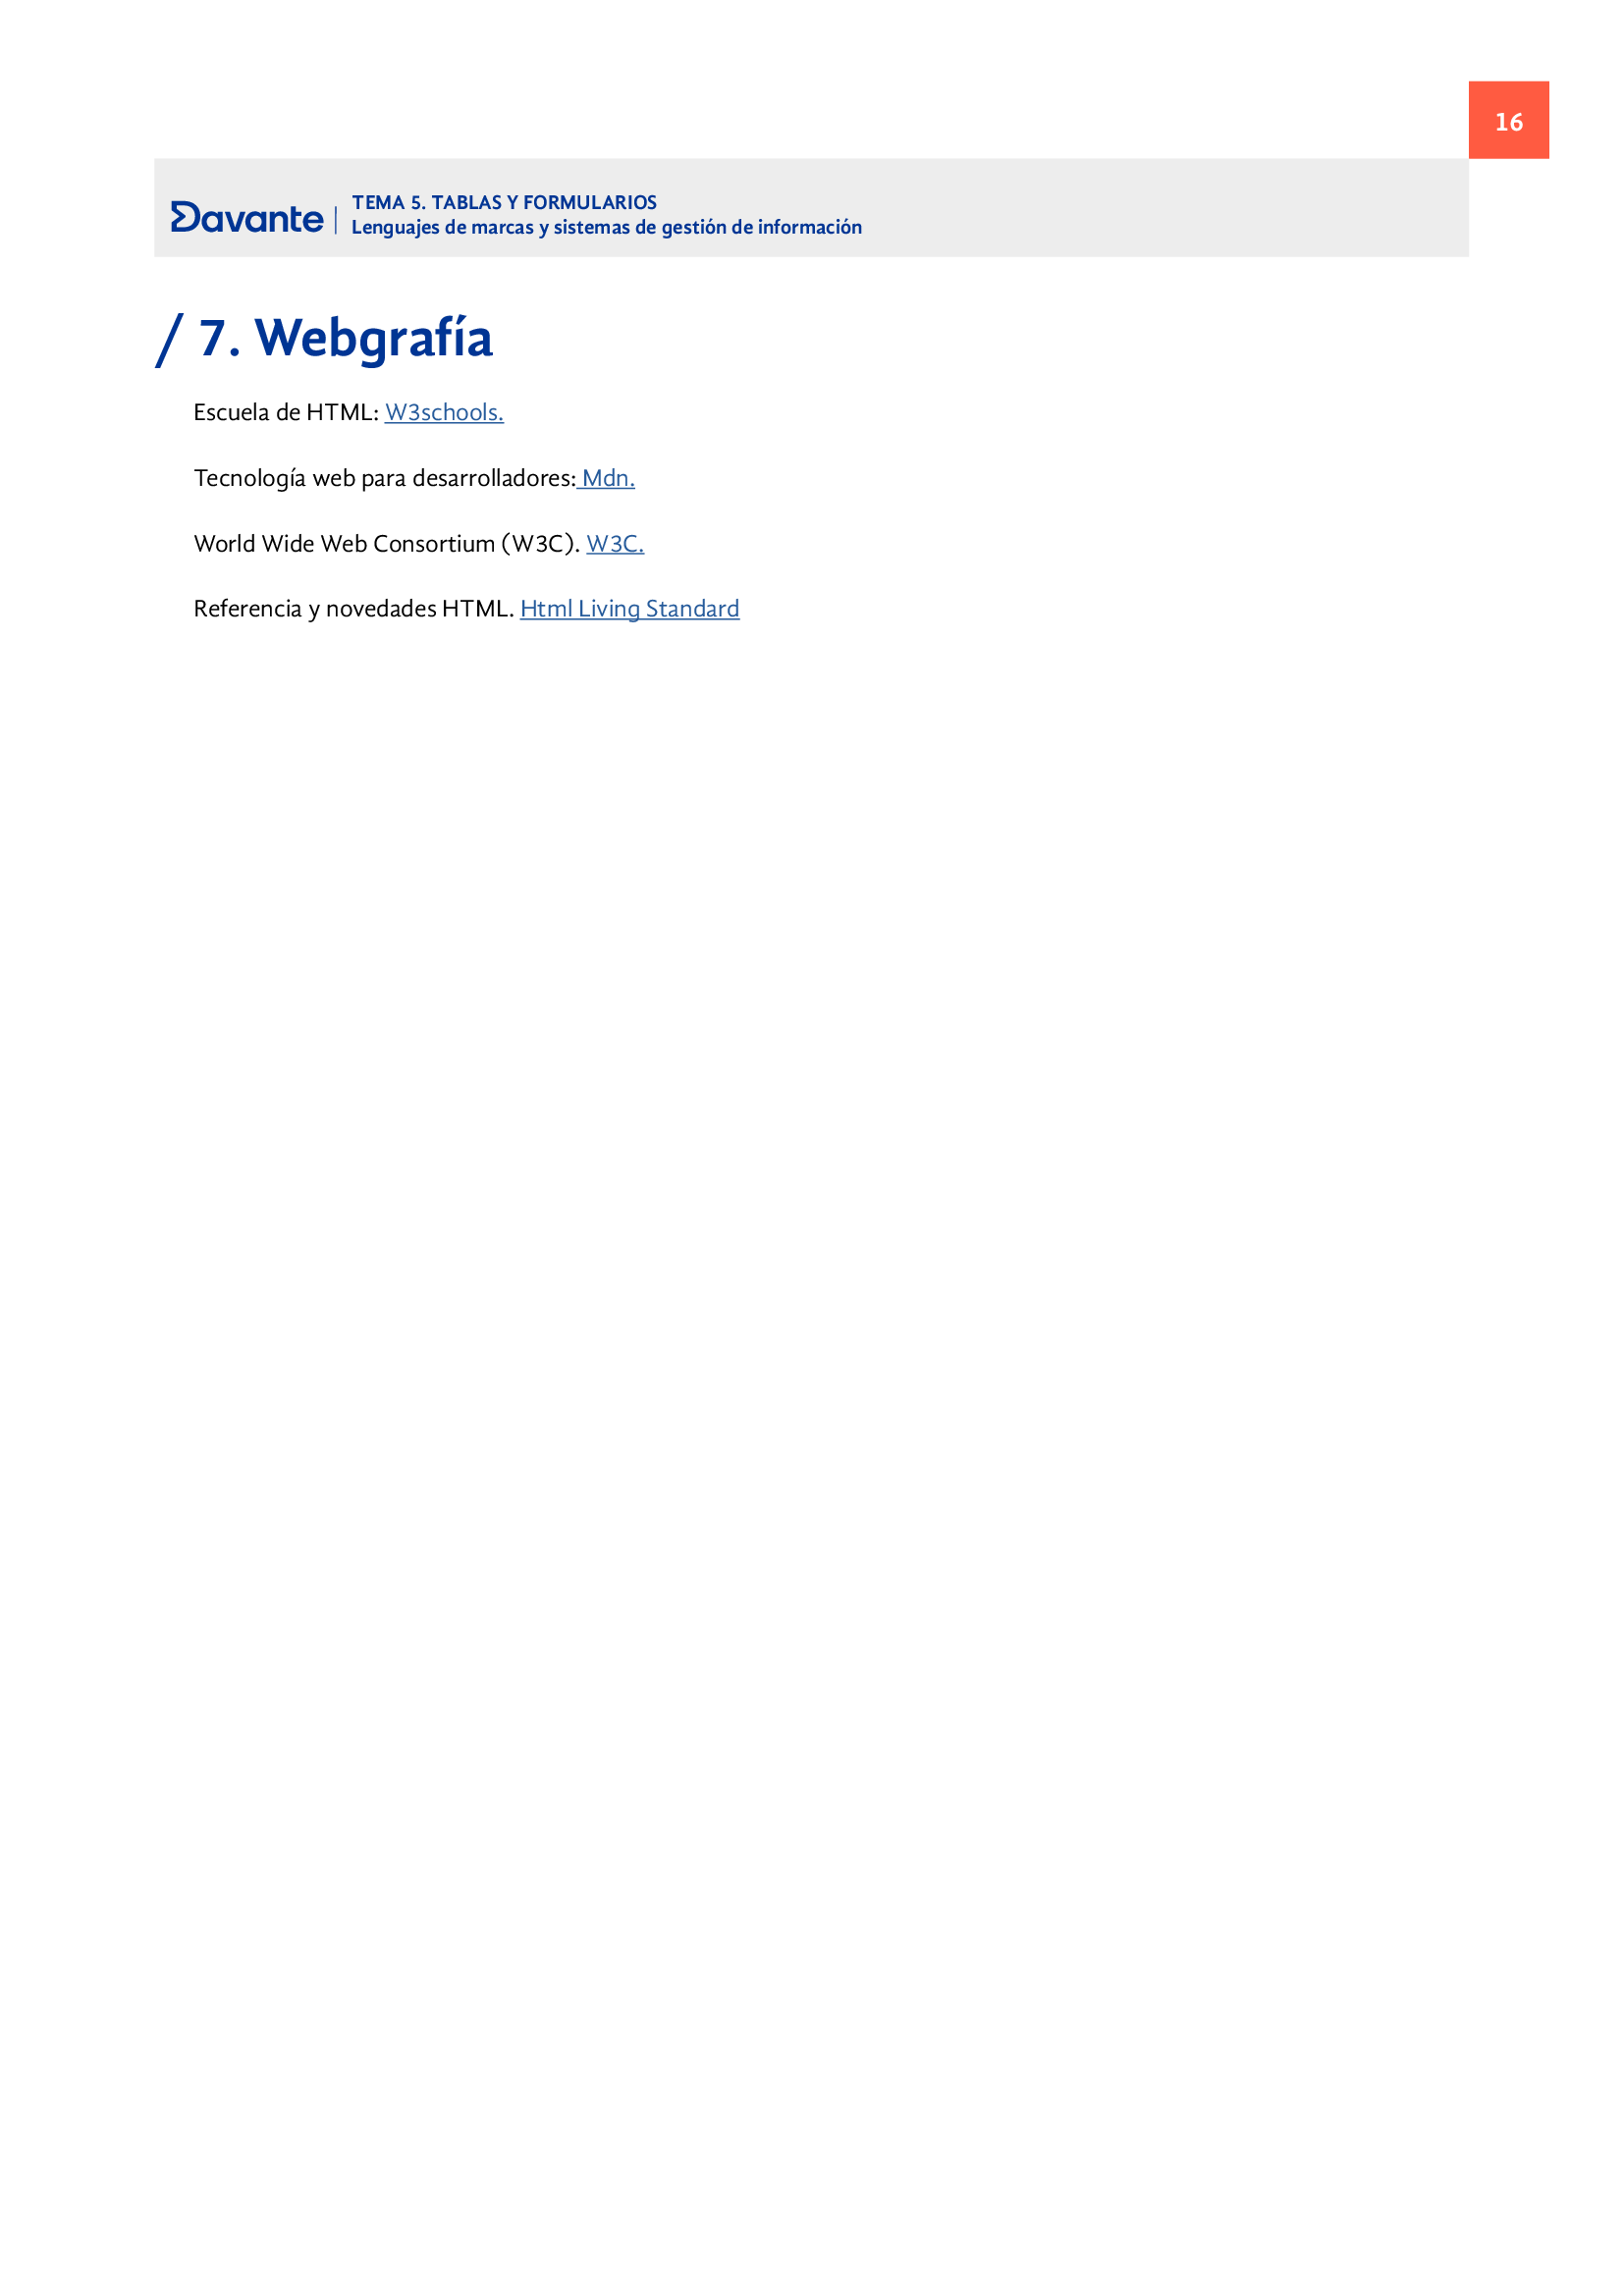 16
Davante
TEMA 5. TABLAS Y FORMULARIOS
Lenguajes de marcas y sistemas de gestión de información
/ 7. Webgrafía
Escuela de HTML: W3schools.
Tecnología web para desarrolladores: Mdn.
World Wide Web Consortium (W3C). W3C.
Referencia y novedades HTML. Html Living Standard